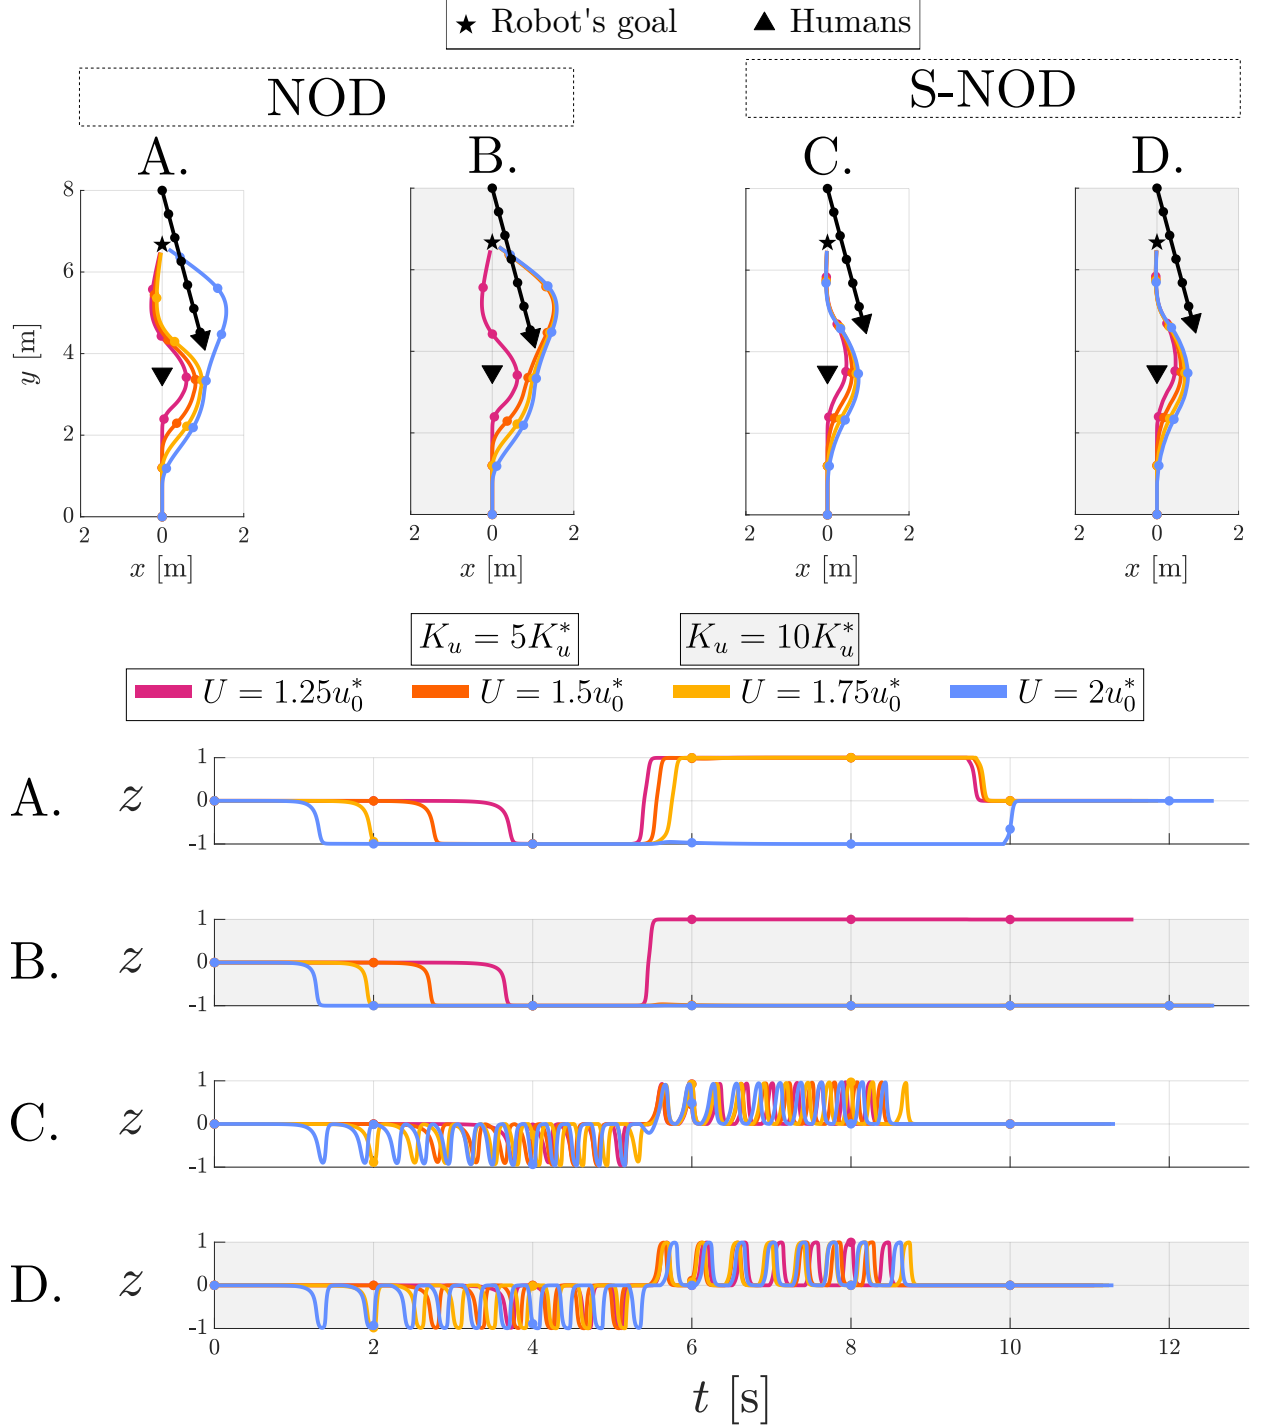 ★ Robot's goal ▲ Humans
NOD S-NOD
A. B. C. D.
8
6
4
2
0
y [m]
2 0 2 2 0 2 2 0 2 2 0 2
x [m] x [m] x [m] x [m]
K_u = 5K_u^* K_u = 10K_u^*
U = 1.25u_0^* U = 1.5u_0^* U = 1.75u_0^* U = 2u_0^*
A. z 1 0 -1
B. z 1 0 -1
C. z 1 0 -1
D. z 1 0 -1
0 2 4 6 8 10 12
t [s]